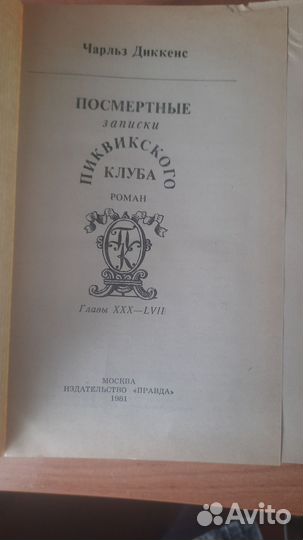 Чарльз Диккенс
ПОСМЕРТНЫЕ
записки
ПИКВИКСКОГО
КЛУБА
РОМАН
ПК
Главы XXX—LVII
МОСКВА
ИЗДАТЕЛЬСТВО «ПРАВДА»
1981
Avito